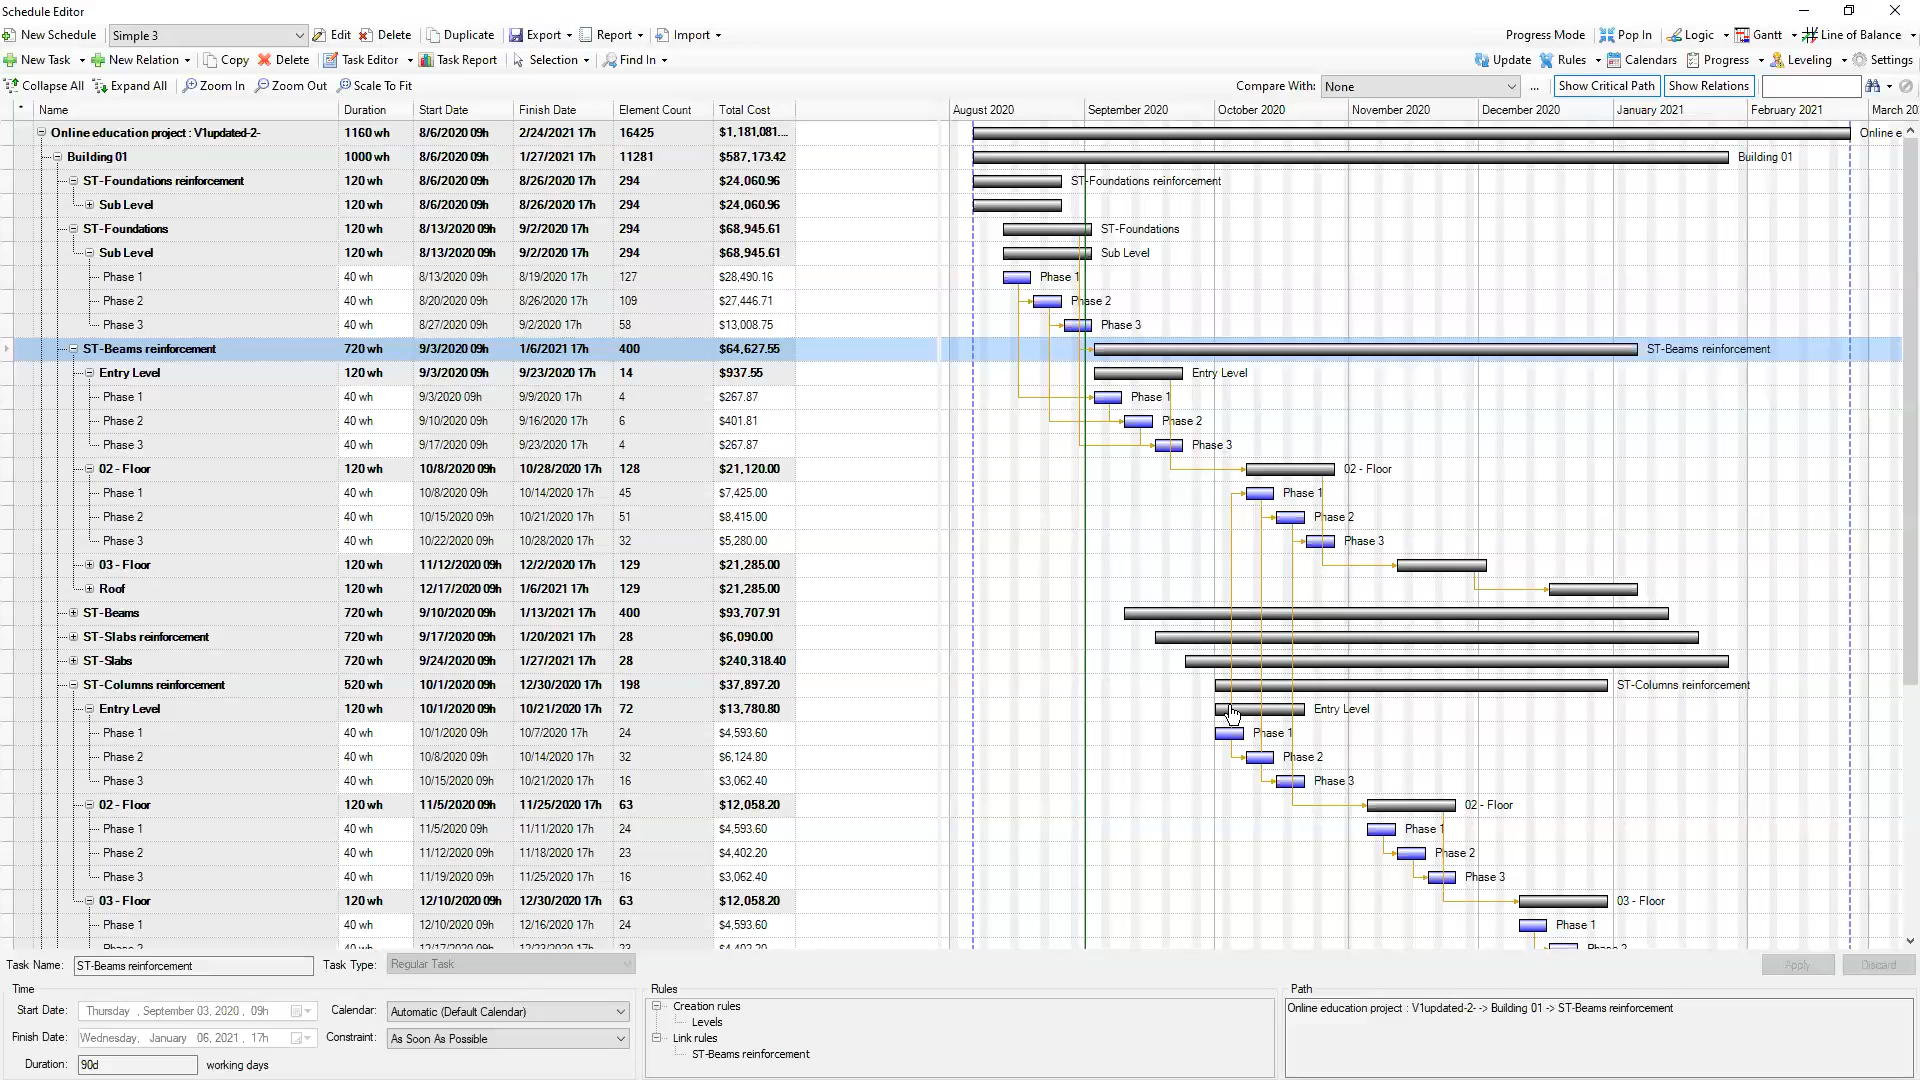 Schedule Editor
New Schedule Simple 3 Edit Delete Duplicate Export Report Import Progress Mode Pop In Logic Gantt Line of Balance
New Task New Relation Copy Delete Task Editor Task Report Selection Find In Update Rules Calendars Progress Leveling Settings
Collapse All Expand All Zoom In Zoom Out Scale To Fit Compare With: None ... Show Critical Path Show Relations
Name Duration Start Date Finish Date Element Count Total Cost August 2020 September 2020 October 2020 November 2020 December 2020 January 2021 February 2021 March 20
Online education project : V1updated-2- 1160 wh 8/6/2020 09h 2/24/2021 17h 16425 $1,181,081.... Online e
Building 01 1000 wh 8/6/2020 09h 1/27/2021 17h 11281 $587,173.42 Building 01
ST-Foundations reinforcement 120 wh 8/6/2020 09h 8/26/2020 17h 294 $24,060.96 ST-Foundations reinforcement
Sub Level 120 wh 8/6/2020 09h 8/26/2020 17h 294 $24,060.96
ST-Foundations 120 wh 8/13/2020 09h 9/2/2020 17h 294 $68,945.61 ST-Foundations
Sub Level 120 wh 8/13/2020 09h 9/2/2020 17h 294 $68,945.61 Sub Level
Phase 1 40 wh 8/13/2020 09h 8/19/2020 17h 127 $28,490.16 Phase 1
Phase 2 40 wh 8/20/2020 09h 8/26/2020 17h 109 $27,446.71 Phase 2
Phase 3 40 wh 8/27/2020 09h 9/2/2020 17h 58 $13,008.75 Phase 3
ST-Beams reinforcement 720 wh 9/3/2020 09h 1/6/2021 17h 400 $64,627.55 ST-Beams reinforcement
Entry Level 120 wh 9/3/2020 09h 9/23/2020 17h 14 $937.55 Entry Level
Phase 1 40 wh 9/3/2020 09h 9/9/2020 17h 4 $267.87 Phase 1
Phase 2 40 wh 9/10/2020 09h 9/16/2020 17h 6 $401.81 Phase 2
Phase 3 40 wh 9/17/2020 09h 9/23/2020 17h 4 $267.87 Phase 3
02 - Floor 120 wh 10/8/2020 09h 10/28/2020 17h 128 $21,120.00 02 - Floor
Phase 1 40 wh 10/8/2020 09h 10/14/2020 17h 45 $7,425.00 Phase 1
Phase 2 40 wh 10/15/2020 09h 10/21/2020 17h 51 $8,415.00 Phase 2
Phase 3 40 wh 10/22/2020 09h 10/28/2020 17h 32 $5,280.00 Phase 3
03 - Floor 120 wh 11/12/2020 09h 12/2/2020 17h 129 $21,285.00
Roof 120 wh 12/17/2020 09h 1/6/2021 17h 129 $21,285.00
ST-Beams 720 wh 9/10/2020 09h 1/13/2021 17h 400 $93,707.91
ST-Slabs reinforcement 720 wh 9/17/2020 09h 1/20/2021 17h 28 $6,090.00
ST-Slabs 720 wh 9/24/2020 09h 1/27/2021 17h 28 $240,318.40
ST-Columns reinforcement 520 wh 10/1/2020 09h 12/30/2020 17h 198 $37,897.20 ST-Columns reinforcement
Entry Level 120 wh 10/1/2020 09h 10/21/2020 17h 72 $13,780.80 Entry Level
Phase 1 40 wh 10/1/2020 09h 10/7/2020 17h 24 $4,593.60 Phase 1
Phase 2 40 wh 10/8/2020 09h 10/14/2020 17h 32 $6,124.80 Phase 2
Phase 3 40 wh 10/15/2020 09h 10/21/2020 17h 16 $3,062.40 Phase 3
02 - Floor 120 wh 11/5/2020 09h 11/25/2020 17h 63 $12,058.20 02 - Floor
Phase 1 40 wh 11/5/2020 09h 11/11/2020 17h 24 $4,593.60 Phase 1
Phase 2 40 wh 11/12/2020 09h 11/18/2020 17h 23 $4,402.20 Phase 2
Phase 3 40 wh 11/19/2020 09h 11/25/2020 17h 16 $3,062.40 Phase 3
03 - Floor 120 wh 12/10/2020 09h 12/30/2020 17h 63 $12,058.20 03 - Floor
Phase 1 40 wh 12/10/2020 09h 12/16/2020 17h 24 $4,593.60 Phase 1
Phase 2 40 wh 12/17/2020 09h 12/23/2020 17h 23 $4,402.20 Phase 2
Task Name: ST-Beams reinforcement Task Type: Regular Task Apply Discard
Time Rules Path
Start Date: Thursday , September 03, 2020 , 09h Calendar: Automatic (Default Calendar) Creation rules Online education project : V1updated-2- -> Building 01 -> ST-Beams reinforcement
Levels
Finish Date: Wednesday, January 06, 2021 , 17h Constraint: As Soon As Possible Link rules
ST-Beams reinforcement
Duration: 90d working days